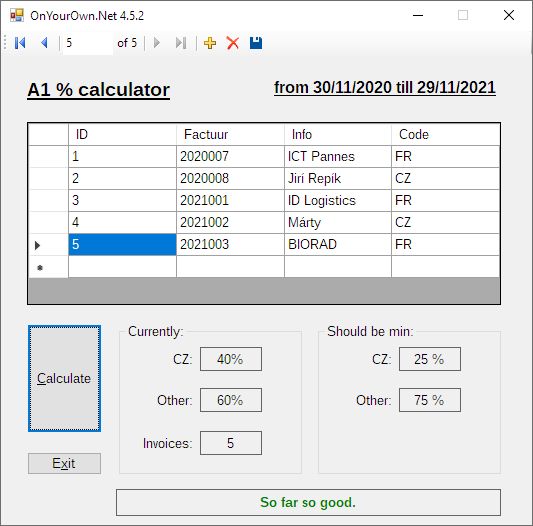 OnYourOwn.Net 4.5.2
5 of 5
A1 % calculator from 30/11/2020 till 29/11/2021
ID Factuur Info Code
1 2020007 ICT Pannes FR
2 2020008 Jirí Repík CZ
3 2021001 ID Logistics FR
4 2021002 Márty CZ
5 2021003 BIORAD FR
Calculate
Exit
Currently:
CZ: 40%
Other: 60%
Invoices: 5
Should be min:
CZ: 25 %
Other: 75 %
So far so good.